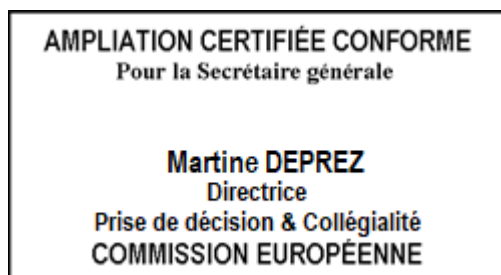 AMPLIATION CERTIFIÉE CONFORME
Pour la Secrétaire générale
Martine DEPREZ
Directrice
Prise de décision & Collégialité
COMMISSION EUROPÉENNE